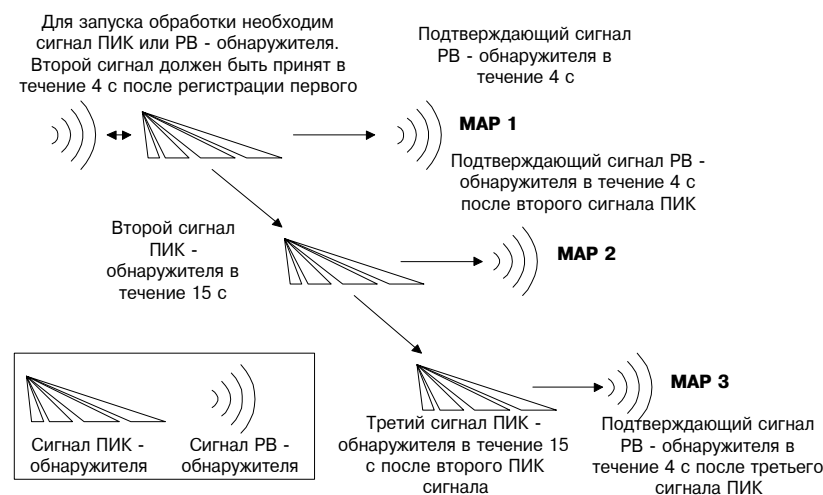 Для запуска обработки необходим
сигнал ПИК или РВ - обнаружителя.
Второй сигнал должен быть принят в
течение 4 с после регистрации первого
Подтверждающий сигнал
РВ - обнаружителя в
течение 4 с
MAP 1
Подтверждающий сигнал РВ -
обнаружителя в течение 4 с
после второго сигнала ПИК
Второй сигнал
ПИК -
обнаружителя в
течение 15 с
MAP 2
MAP 3
Сигнал ПИК -
обнаружителя
Сигнал РВ -
обнаружителя
Третий сигнал ПИК -
обнаружителя в течение 15
с после второго ПИК
сигнала
Подтверждающий сигнал
РВ - обнаружителя в
течение 4 с после третьего
сигнала ПИК